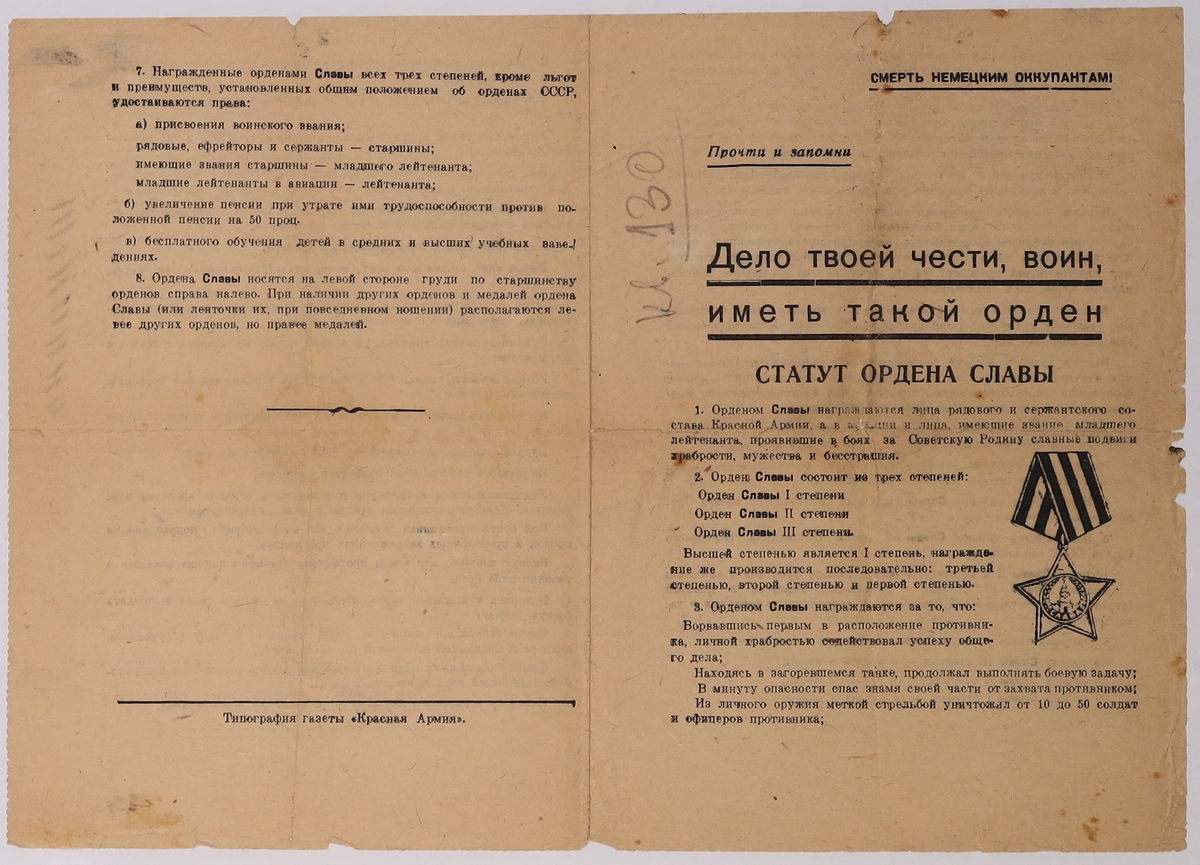 7. Награжденные орденами Славы всех трех степеней, кроме льгот
и преимуществ, установленных общим положением об орденах СССР,
удостаиваются права:
а) присвоения воинского звания;
рядовые, ефрейторы и сержанты — старшины;
имеющие звания старшины — младшего лейтенанта;
младшие лейтенанты в авиации — лейтенанта;
б) увеличение пенсии при утрате ими трудоспособности против по-
ложенной пенсии на 50 проц.
в) бесплатного обучения детей в средних и высших учебных заве-
дениях.
8. Ордена Славы носятся на левой стороне груди по старшинству
орденов справа налево. При наличии других орденов и медалей ордена
Славы (или ленточки их, при повседневном ношении) располагаются ле-
вее других орденов, но правее медалей.
Типография газеты «Красная Армия».
кв. 130
СМЕРТЬ НЕМЕЦКИМ ОККУПАНТАМ!
Прочти и запомни
Дело твоей чести, воин,
иметь такой орден
СТАТУТ ОРДЕНА СЛАВЫ
1. Орденом Славы награждаются лица рядового и сержантского со-
става Красной Армии, а в авиации и лица, имеющие звание младшего
лейтенанта, проявившие в боях за Советскую Родину славные подвиги
храбрости, мужества и бесстрашия.
2. Орден Славы состоит из трех степеней:
Орден Славы I степени
Орден Славы II степени
Орден Славы III степени.
Высшей степенью является I степень, награжде-
ние же производится последовательно: третьей
степенью, второй степенью и первой степенью.
3. Орденом Славы награждаются за то, что:
Ворвавшись первым в расположение противни-
ка, личной храбростью содействовал успеху обще-
го дела;
Находясь в загоревшемся танке, продолжал выполнять боевую задачу;
В минуту опасности спас знамя своей части от захвата противником;
Из личного оружия меткой стрельбой уничтожил от 10 до 50 солдат
и офицеров противника;